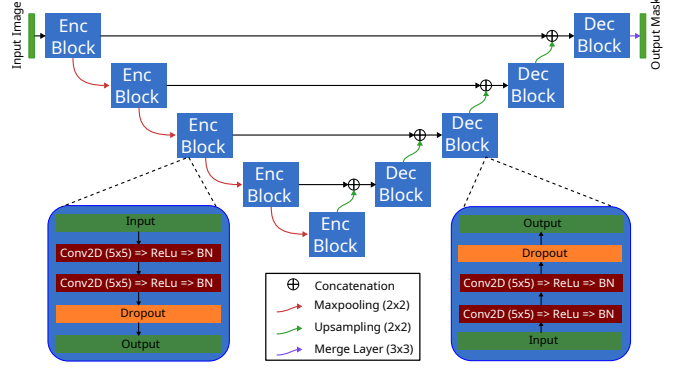 Input Image
Enc
Block
Dec
Block
Output Mask
Enc
Block
Dec
Block
Enc
Block
Dec
Block
Enc
Block
Dec
Block
Enc
Block
Input
Conv2D (5x5) => ReLu => BN
Conv2D (5x5) => ReLu => BN
Dropout
Output
Concatenation
Maxpooling (2x2)
Upsampling (2x2)
Merge Layer (3x3)
Output
Dropout
Conv2D (5x5) => ReLu => BN
Conv2D (5x5) => ReLu => BN
Input